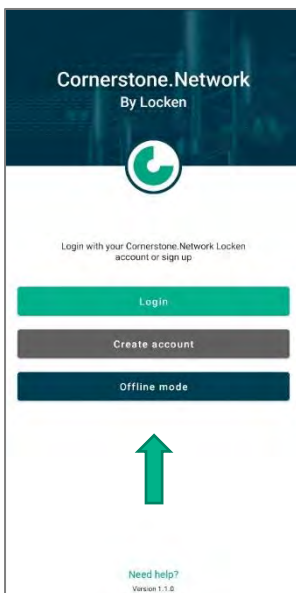 Cornerstone.Network
By Locken
Login with your Cornerstone.Network Locken
account or sign up
Login
Create account
Offline mode
Need help?
Version 1.1.0